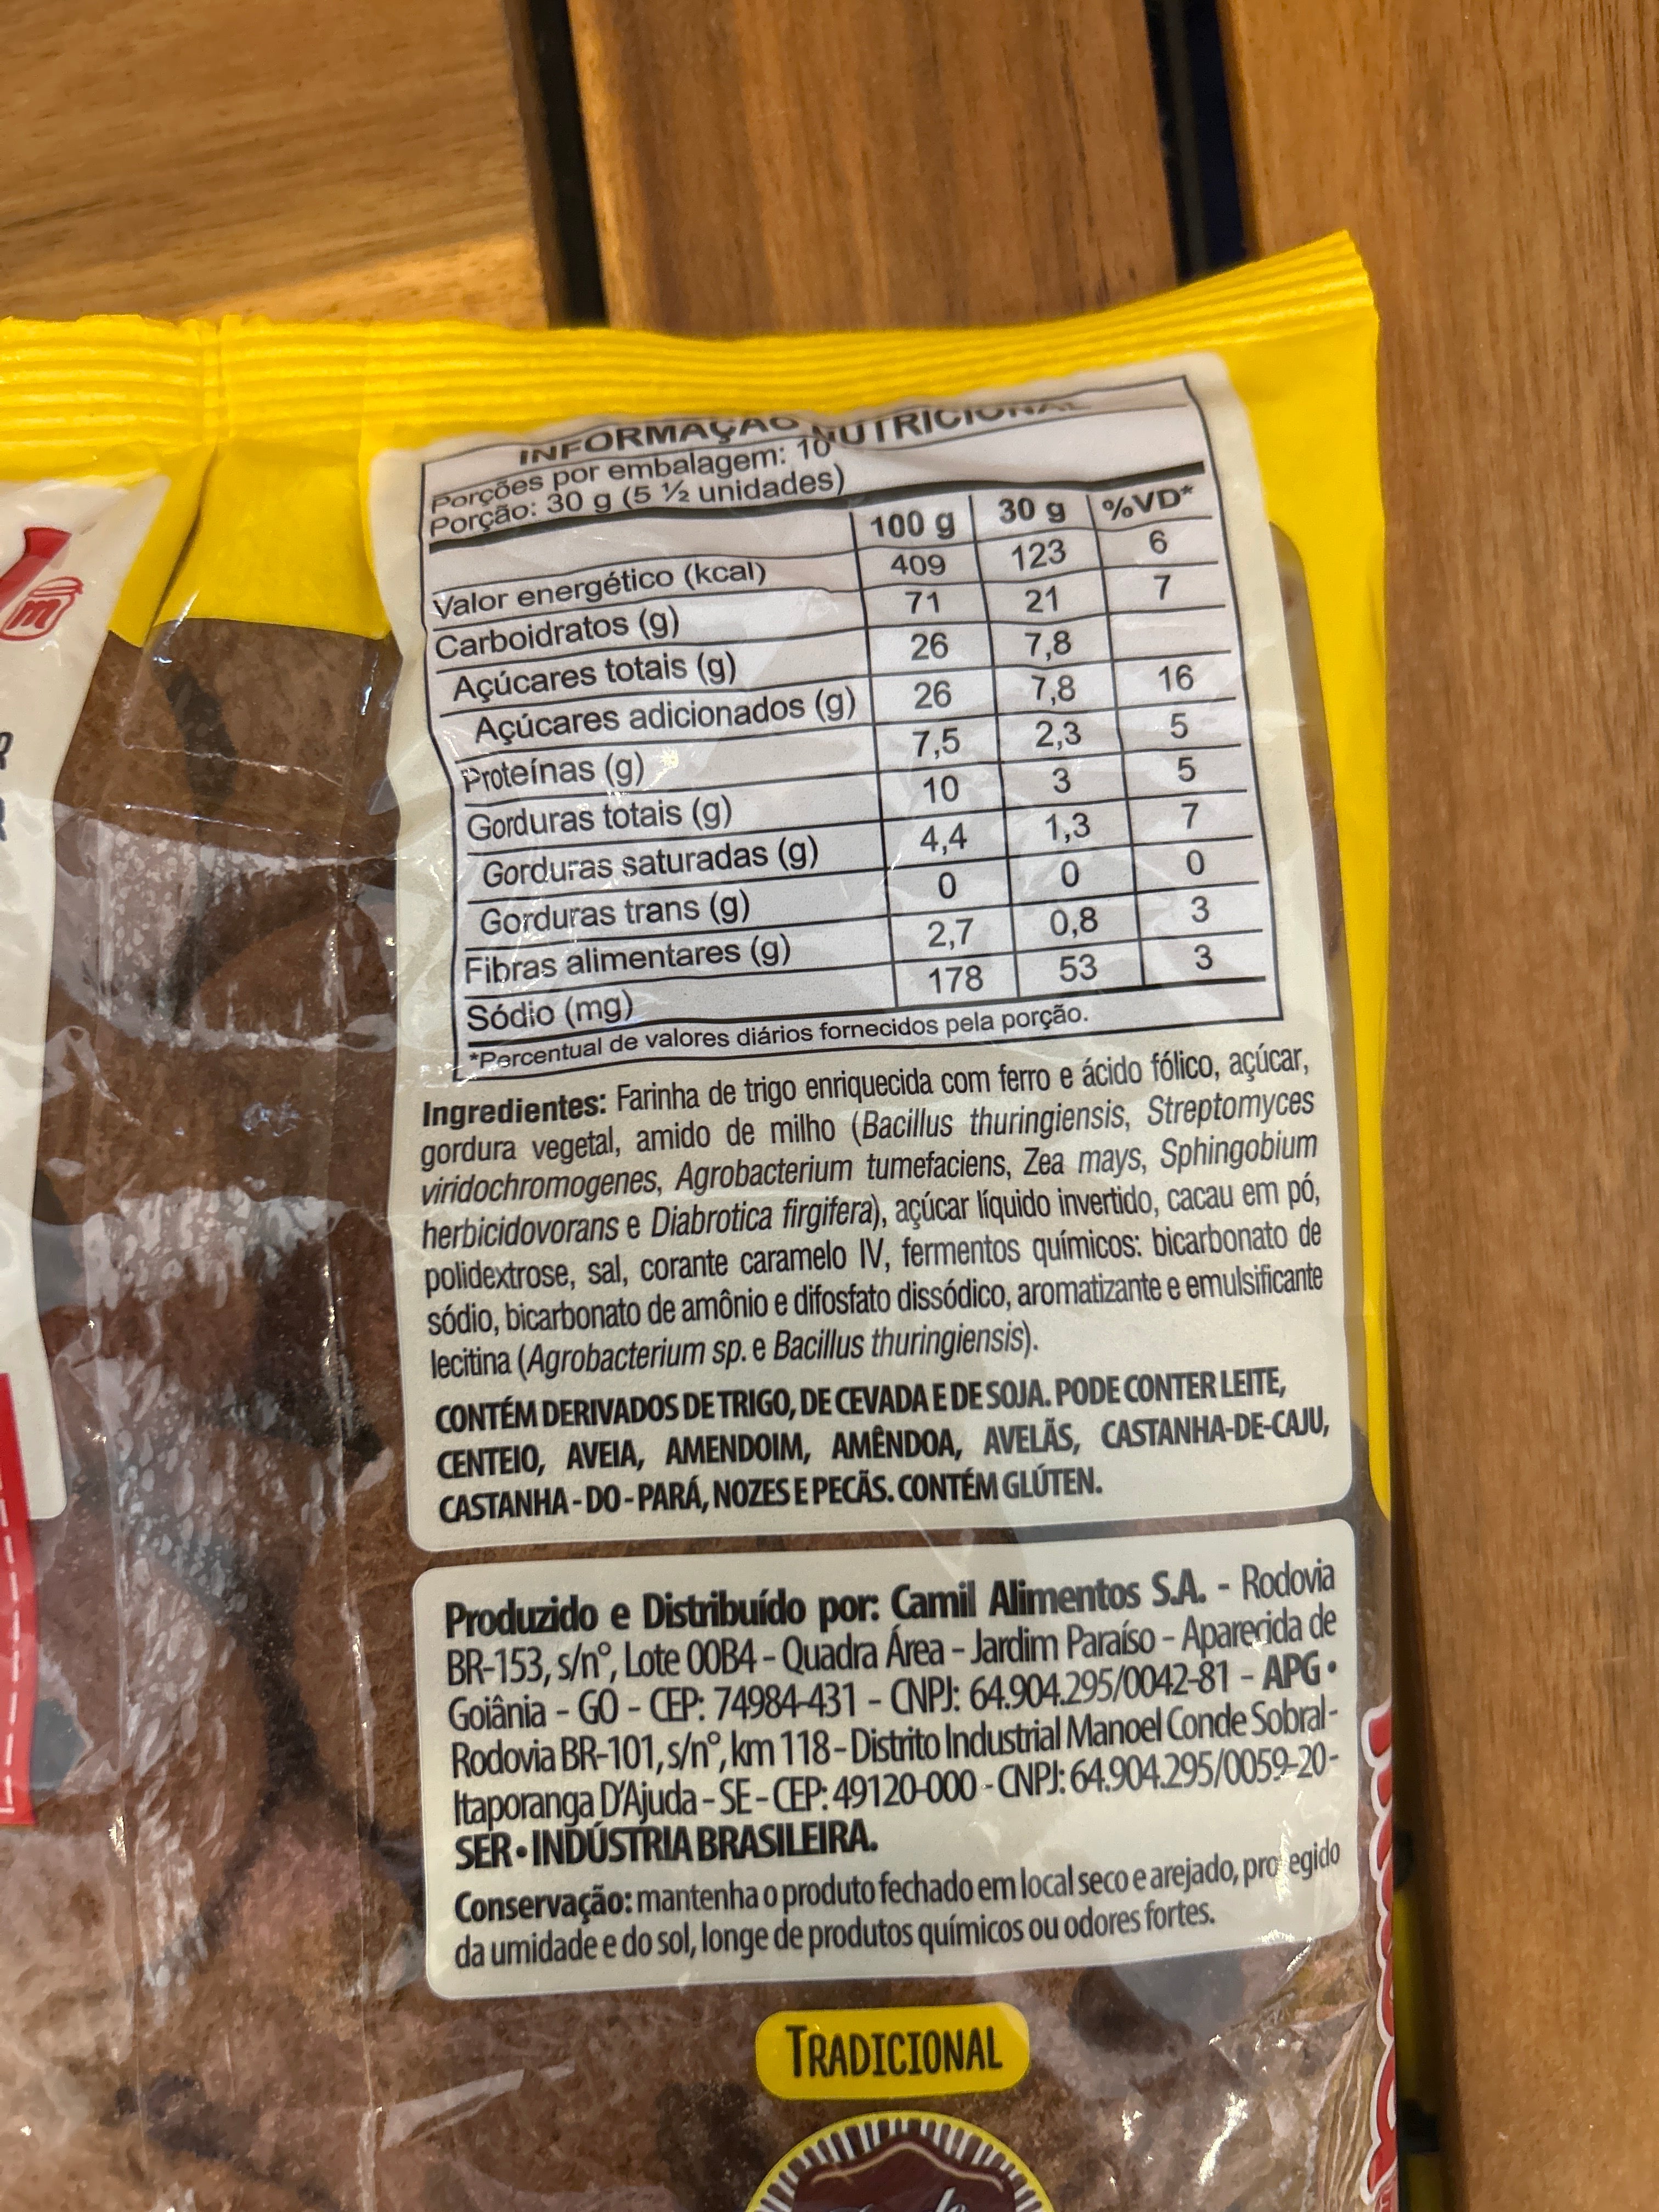 INFORMAÇÃO NUTRICIONAL
Porções por embalagem: 10
Porção: 30 g (5 ½ unidades)
100 g 30 g %VD*
Valor energético (kcal) 409 123 6
Carboidratos (g) 71 21 7
Açúcares totais (g) 26 7,8
Açúcares adicionados (g) 26 7,8 16
Proteínas (g) 7,5 2,3 5
Gorduras totais (g) 10 3 5
Gorduras saturadas (g) 4,4 1,3 7
Gorduras trans (g) 0 0 0
Fibras alimentares (g) 2,7 0,8 3
Sódio (mg) 178 53 3
*Percentual de valores diários fornecidos pela porção.
Ingredientes: Farinha de trigo enriquecida com ferro e ácido fólico, açúcar,
gordura vegetal, amido de milho (Bacillus thuringiensis, Streptomyces
viridochromogenes, Agrobacterium tumefaciens, Zea mays, Sphingobium
herbicidovorans e Diabrotica firgifera), açúcar líquido invertido, cacau em pó,
polidextrose, sal, corante caramelo IV, fermentos químicos: bicarbonato de
sódio, bicarbonato de amônio e difosfato dissódico, aromatizante e emulsificante
lecitina (Agrobacterium sp. e Bacillus thuringiensis).
CONTÉM DERIVADOS DE TRIGO, DE CEVADA E DE SOJA. PODE CONTER LEITE,
CENTEIO, AVEIA, AMENDOIM, AMÊNDOA, AVELÃS, CASTANHA-DE-CAJU,
CASTANHA-DO-PARÁ, NOZES E PECÃS. CONTÉM GLÚTEN.
Produzido e Distribuído por: Camil Alimentos S.A. - Rodovia
BR-153, s/nº, Lote 00B4 - Quadra Área - Jardim Paraíso - Aparecida de
Goiânia - GO - CEP: 74984-431 - CNPJ: 64.904.295/0042-81 - APG •
Rodovia BR-101, s/nº, km 118 - Distrito Industrial Manoel Conde Sobral -
Itaporanga D'Ajuda - SE - CEP: 49120-000 - CNPJ: 64.904.295/0059-20 -
SER • INDÚSTRIA BRASILEIRA.
Conservação: mantenha o produto fechado em local seco e arejado, protegido
da umidade e do sol, longe de produtos químicos ou odores fortes.
TRADICIONAL
m